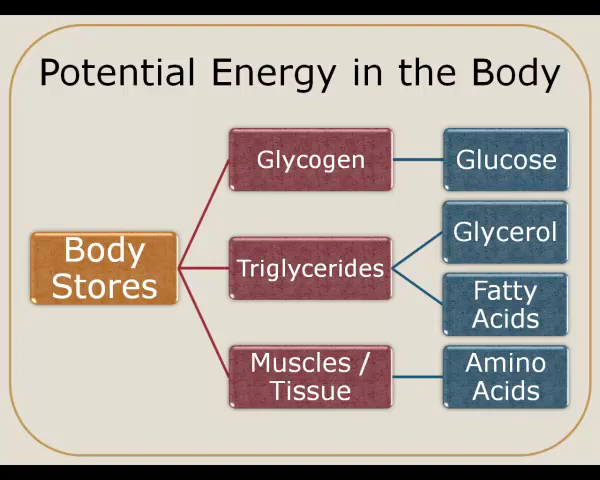 Potential Energy in the Body
Glycogen
Glucose
Body
Stores
Triglycerides
Glycerol
Fatty
Acids
Muscles /
Tissue
Amino
Acids